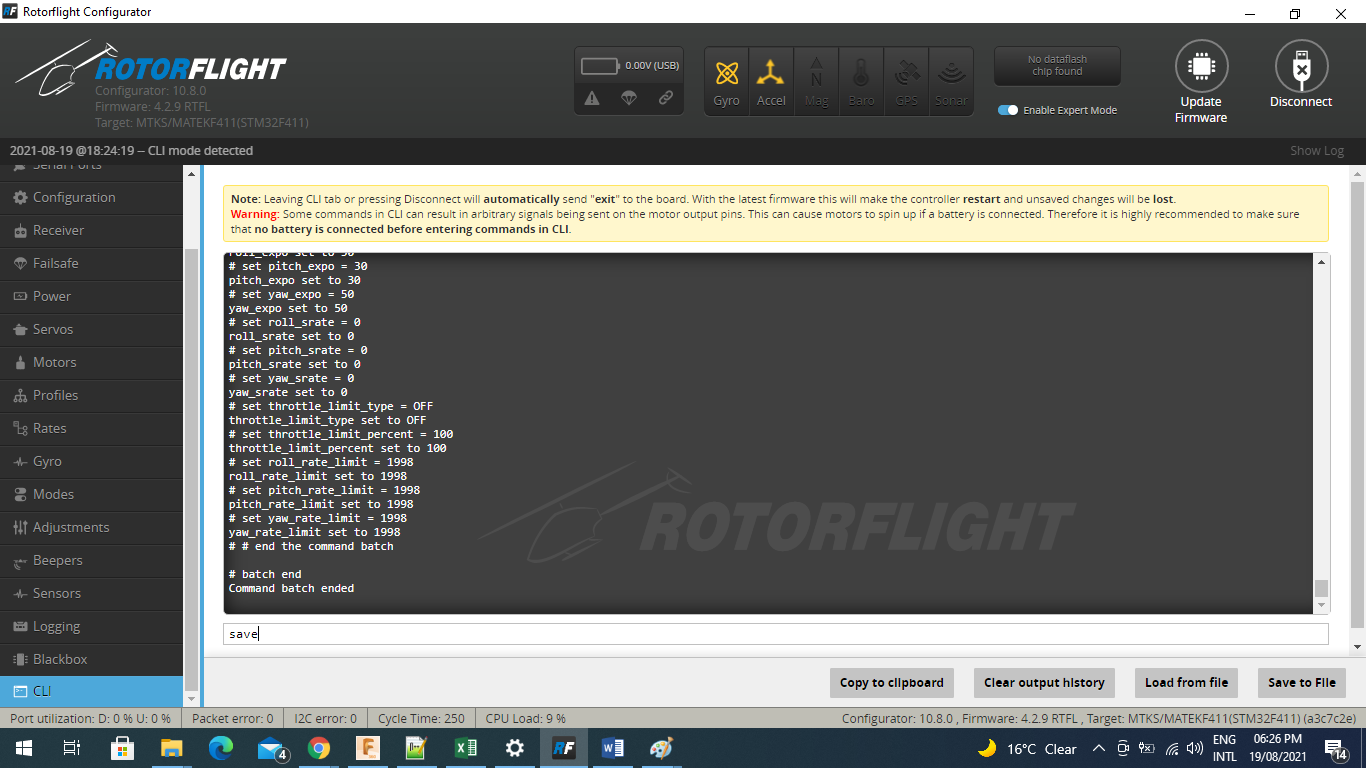 Rotorflight Configurator
ROTORFLIGHT
Configurator: 10.8.0
Firmware: 4.2.9 RTFL
Target: MTKS/MATEKF411(STM32F411)
0.00V (USB)
Gyro
Accel
Mag
Baro
GPS
Sonar
No dataflash
chip found
Enable Expert Mode
Update
Firmware
Disconnect
2021-08-19 @18:24:19 -- CLI mode detected
Show Log
Serial Ports
Configuration
Receiver
Failsafe
Power
Servos
Motors
Profiles
Rates
Gyro
Modes
Adjustments
Beepers
Sensors
Logging
Blackbox
CLI
Note: Leaving CLI tab or pressing Disconnect will automatically send "exit" to the board. With the latest firmware this will make the controller restart and unsaved changes will be lost.
Warning: Some commands in CLI can result in arbitrary signals being sent on the motor output pins. This can cause motors to spin up if a battery is connected. Therefore it is highly recommended to make sure
that no battery is connected before entering commands in CLI.
roll_expo set to 30
# set pitch_expo = 30
pitch_expo set to 30
# set yaw_expo = 50
yaw_expo set to 50
# set roll_srate = 0
roll_srate set to 0
# set pitch_srate = 0
pitch_srate set to 0
# set yaw_srate = 0
yaw_srate set to 0
# set throttle_limit_type = OFF
throttle_limit_type set to OFF
# set throttle_limit_percent = 100
throttle_limit_percent set to 100
# set roll_rate_limit = 1998
roll_rate_limit set to 1998
# set pitch_rate_limit = 1998
pitch_rate_limit set to 1998
# set yaw_rate_limit = 1998
yaw_rate_limit set to 1998
# # end the command batch
# batch end
Command batch ended
ROTORFLIGHT
save
Copy to clipboard
Clear output history
Load from file
Save to File
Port utilization: D: 0 % U: 0 %
Packet error: 0
I2C error: 0
Cycle Time: 250
CPU Load: 9 %
Configurator: 10.8.0 , Firmware: 4.2.9 RTFL , Target: MTKS/MATEKF411(STM32F411) (a3c7c2e)
4
RF
16°C Clear
ENG
INTL
06:26 PM
19/08/2021
14